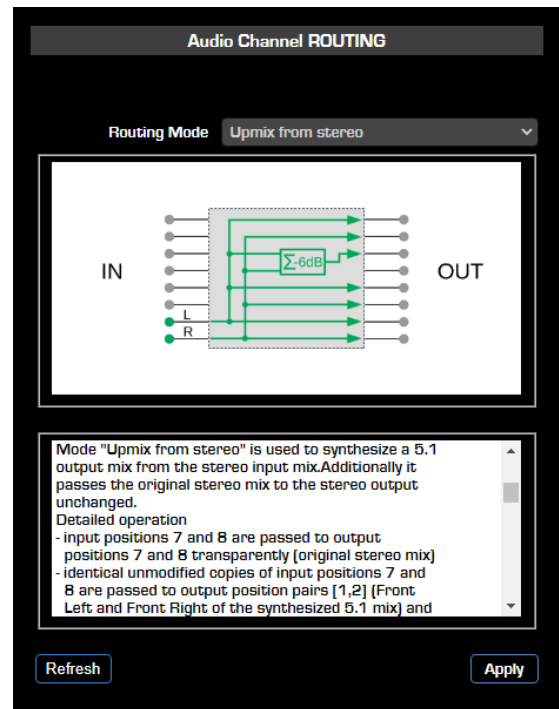 Audio Channel ROUTING
Routing Mode Upmix from stereo
IN
Σ-6dB
OUT
L
R
Mode "Upmix from stereo" is used to synthesize a 5.1
output mix from the stereo input mix.Additionally it
passes the original stereo mix to the stereo output
unchanged.
Detailed operation
- input positions 7 and 8 are passed to output
positions 7 and 8 transparently (original stereo mix)
- identical unmodified copies of input positions 7 and
8 are passed to output position pairs [1,2] (Front
Left and Front Right of the synthesized 5.1 mix) and
Refresh Apply